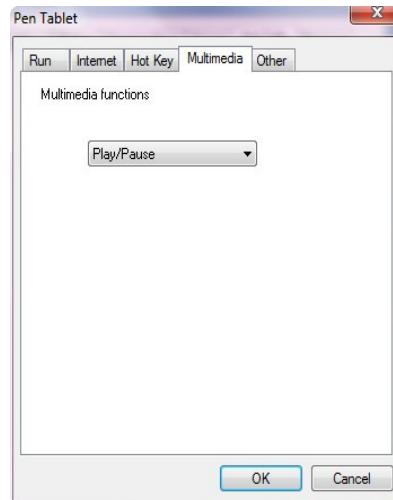 Pen Tablet
Run Internet Hot Key Multimedia Other
Multimedia functions
Play/Pause
OK Cancel